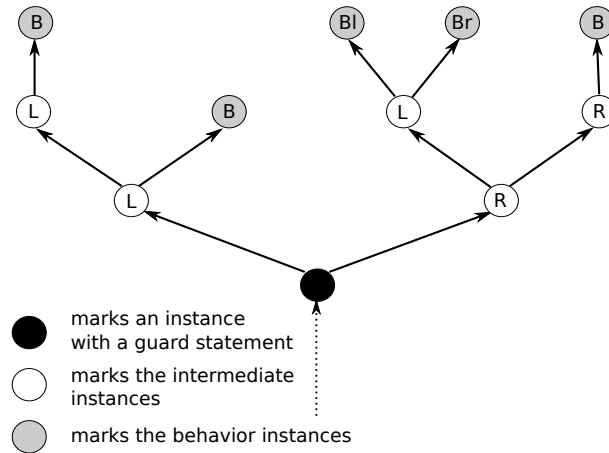 B
Bl
Br
B
L
B
L
R
L
R
marks an instance
with a guard statement
marks the intermediate
instances
marks the behavior instances